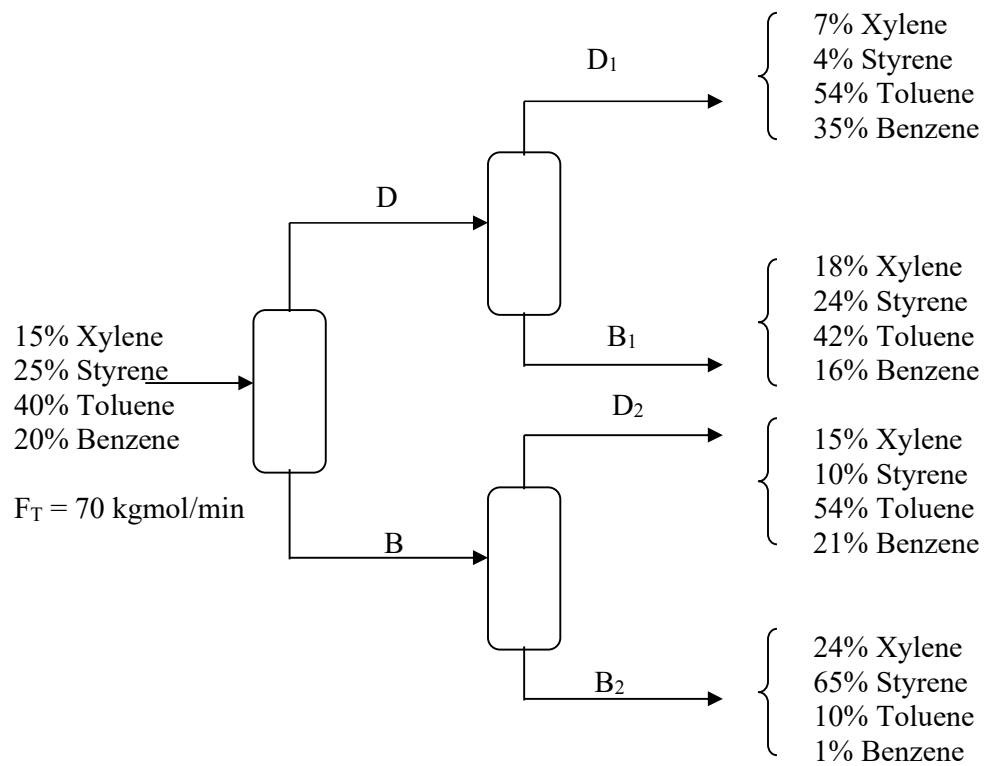 15% Xylene
25% Styrene
40% Toluene
20% Benzene
F_T = 70 kgmol/min
D
B
D₁
7% Xylene
4% Styrene
54% Toluene
35% Benzene
B₁
18% Xylene
24% Styrene
42% Toluene
16% Benzene
D₂
15% Xylene
10% Styrene
54% Toluene
21% Benzene
B₂
24% Xylene
65% Styrene
10% Toluene
1% Benzene